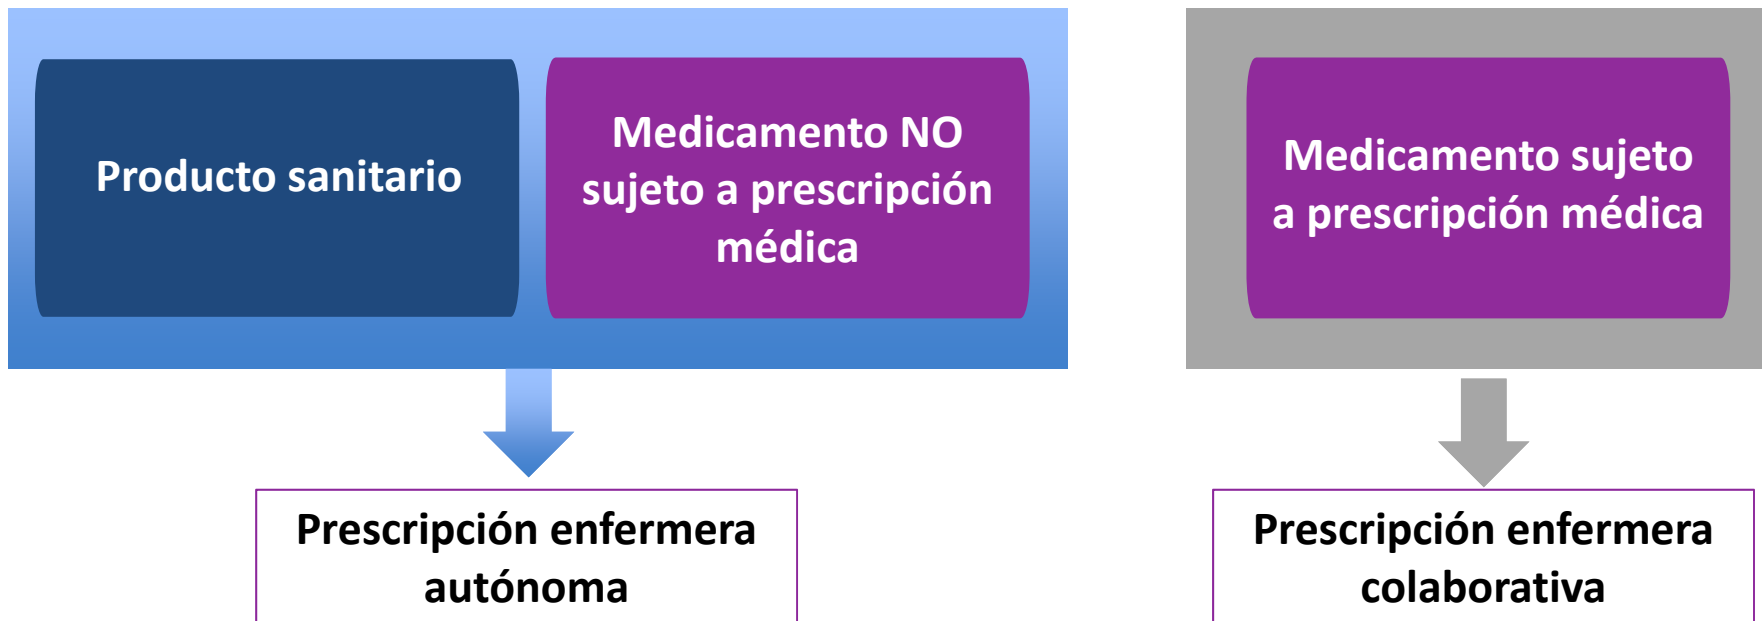 Producto sanitario
Medicamento NO
sujeto a prescripción
médica
Medicamento sujeto
a prescripción médica
Prescripción enfermera
autónoma
Prescripción enfermera
colaborativa